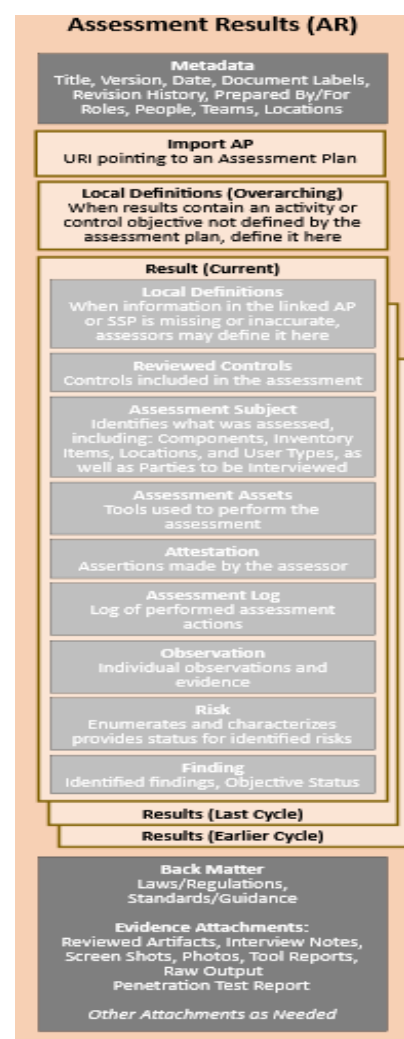 Assessment Results (AR)
Metadata
Title, Version, Date, Document Labels,
Revision History, Prepared By/For
Roles, People, Teams, Locations
Import AP
URI pointing to an Assessment Plan
Local Definitions (Overarching)
When results contain an activity or
control objective not defined by the
assessment plan, define it here
Result (Current)
Local Definitions
When information in the linked AP
or SSP is missing or inaccurate,
assessors may define it here
Reviewed Controls
Controls included in the assessment
Assessment Subject
Identifies what was assessed,
including: Components, Inventory
Items, Locations, and User Types, as
well as Parties to be Interviewed
Assessment Assets
Tools used to perform the
assessment
Attestation
Assertions made by the assessor
Assessment Log
Log of performed assessment
actions
Observation
Individual observations and
evidence
Risk
Enumerates and characterizes
provides status for identified risks
Finding
Identified findings, Objective Status
Results (Last Cycle)
Results (Earlier Cycle)
Back Matter
Laws/Regulations,
Standards/Guidance
Evidence Attachments:
Reviewed Artifacts, Interview Notes,
Screen Shots, Photos, Tool Reports,
Raw Output
Penetration Test Report
Other Attachments as Needed